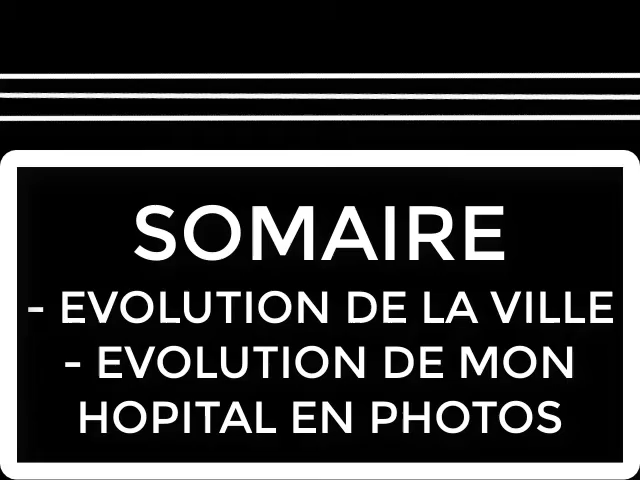 SOMAIRE
- EVOLUTION DE LA VILLE
- EVOLUTION DE MON
HOPITAL EN PHOTOS